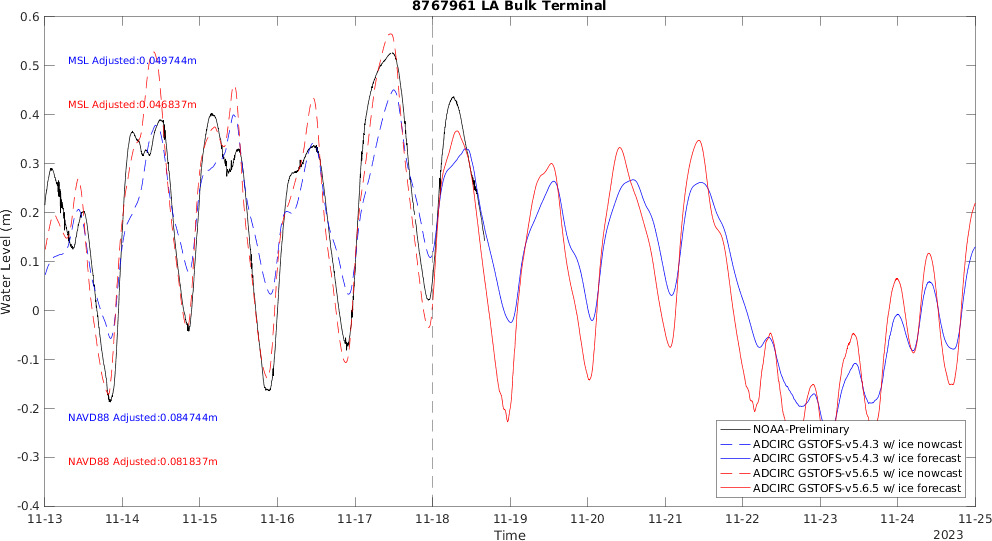 8767961 LA Bulk Terminal
0.6
0.5
0.4
0.3
0.2
0.1
0
-0.1
-0.2
-0.3
-0.4
Water Level (m)
MSL Adjusted:0.049744m
MSL Adjusted:0.046837m
NAVD88 Adjusted:0.084744m
NAVD88 Adjusted:0.081837m
NOAA-Preliminary
ADCIRC GSTOFS-v5.4.3 w/ ice nowcast
ADCIRC GSTOFS-v5.4.3 w/ ice forecast
ADCIRC GSTOFS-v5.6.5 w/ ice nowcast
ADCIRC GSTOFS-v5.6.5 w/ ice forecast
11-13 11-14 11-15 11-16 11-17 11-18 11-19 11-20 11-21 11-22 11-23 11-24 11-25
Time
2023